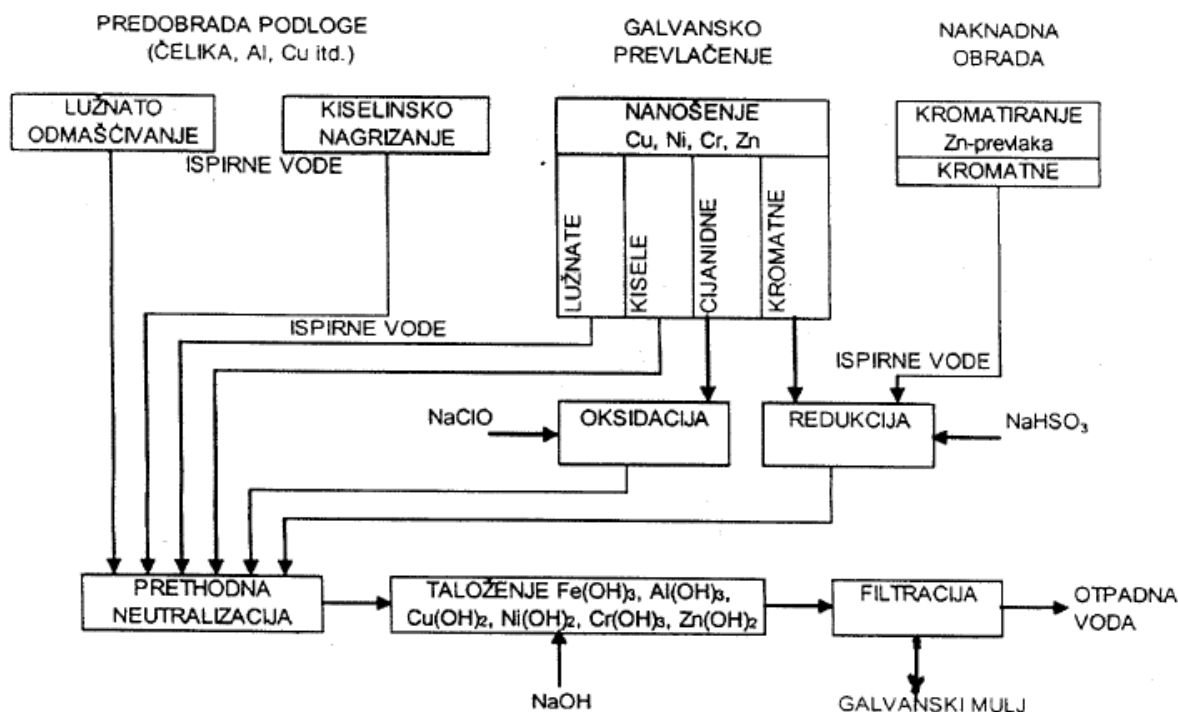 PREDOBRADA PODLOGE
(ČELIKA, Al, Cu itd.)
GALVANSKO
PREVLAČENJE
NAKNADNA
OBRADA
LUŽNATO
ODMAŠĆIVANJE
KISELINSKO
NAGRIZANJE
ISPIRNE VODE
NANOŠENJE
Cu, Ni, Cr, Zn
LUŽNATE
KISELE
CIJANIDNE
KROMATNE
KROMATIRANJE
Zn-prevlaka
KROMATNE
ISPIRNE VODE
ISPIRNE VODE
NaClO
OKSIDACIJA
REDUKCIJA
NaHSO₃
PRETHODNA
NEUTRALIZACIJA
TALOŽENJE Fe(OH)₃, Al(OH)₃,
Cu(OH)₂, Ni(OH)₂, Cr(OH)₃, Zn(OH)₂
FILTRACIJA
OTPADNA
VODA
NaOH
GALVANSKI MULJ